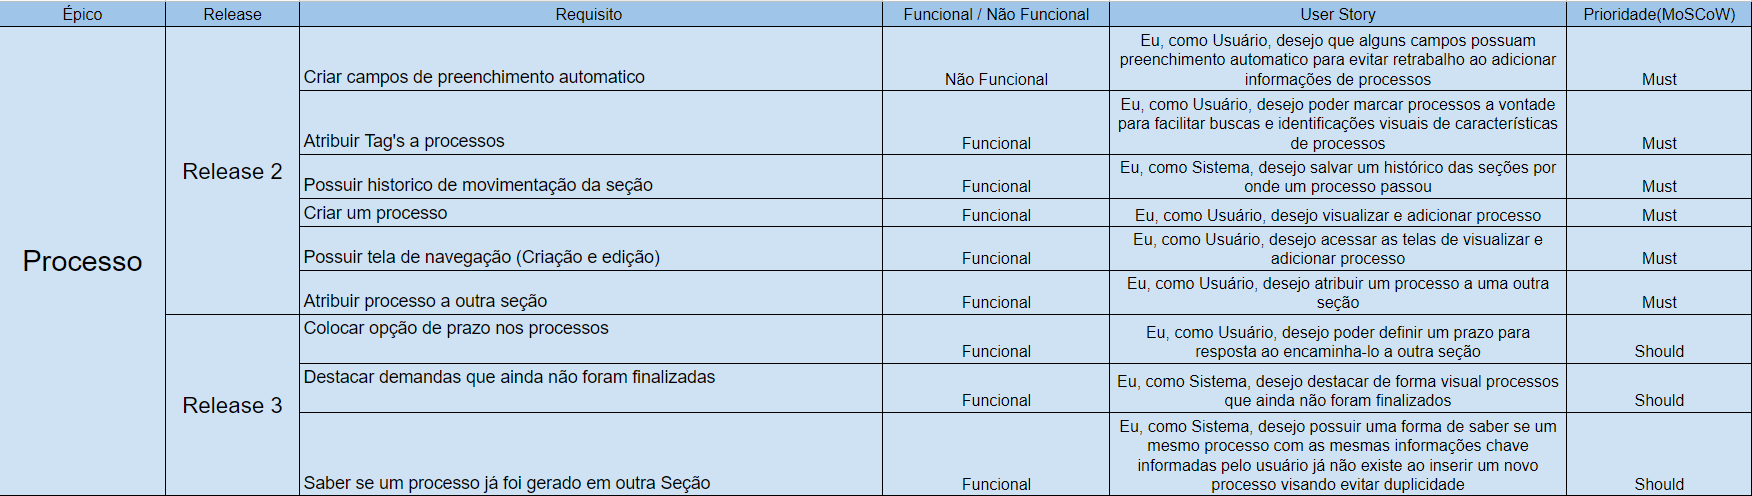 Épico
Release
Requisito
Funcional / Não Funcional
User Story
Prioridade(MoSCoW)
Processo
Release 2
Criar campos de preenchimento automatico
Não Funcional
Eu, como Usuário, desejo que alguns campos possuam
preenchimento automatico para evitar retrabalho ao adicionar
informações de processos
Must
Atribuir Tag's a processos
Funcional
Eu, como Usuário, desejo poder marcar processos a vontade
para facilitar buscas e identificações visuais de características
de processos
Must
Possuir historico de movimentação da seção
Funcional
Eu, como Sistema, desejo salvar um histórico das seções por
onde um processo passou
Must
Criar um processo
Funcional
Eu, como Usuário, desejo visualizar e adicionar processo
Must
Possuir tela de navegação (Criação e edição)
Funcional
Eu, como Usuário, desejo acessar as telas de visualizar e
adicionar processo
Must
Atribuir processo a outra seção
Funcional
Eu, como Usuário, desejo atribuir um processo a uma outra
seção
Must
Release 3
Colocar opção de prazo nos processos
Funcional
Eu, como Usuário, desejo poder definir um prazo para
resposta ao encaminha-lo a outra seção
Should
Destacar demandas que ainda não foram finalizadas
Funcional
Eu, como Sistema, desejo destacar de forma visual processos
que ainda não foram finalizados
Should
Saber se um processo já foi gerado em outra Seção
Funcional
Eu, como Sistema, desejo possuir uma forma de saber se um
mesmo processo com as mesmas informações chave
informadas pelo usuário já não existe ao inserir um novo
processo visando evitar duplicidade
Should